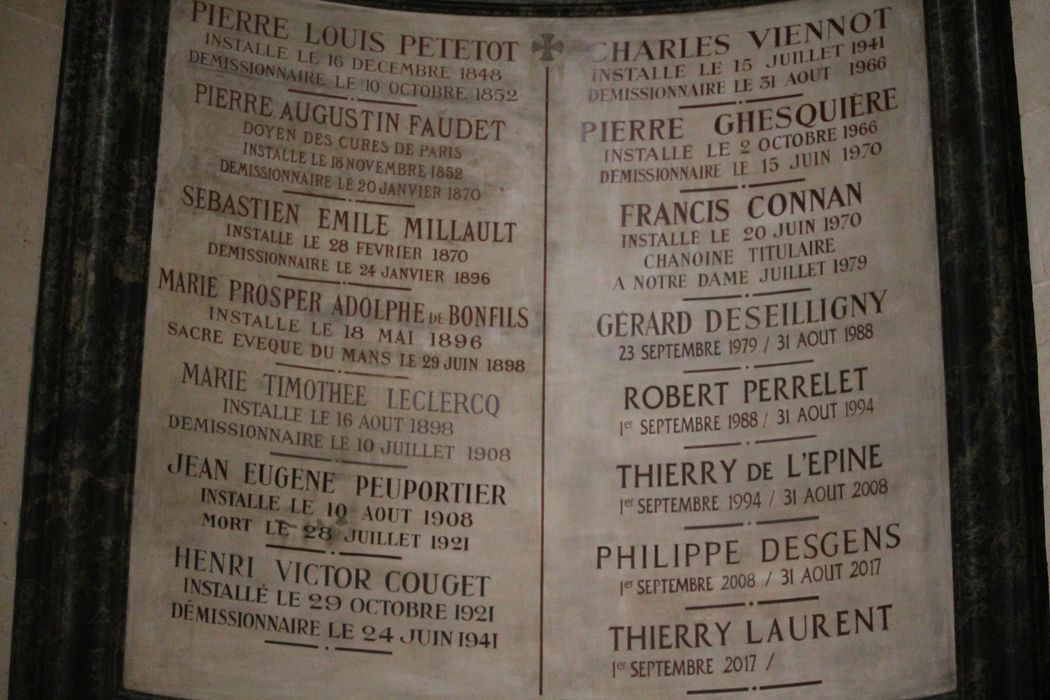 PIERRE LOUIS PETETOT
INSTALLE LE 16 DECEMBRE 1848
DEMISSIONNAIRE LE 10 OCTOBRE 1852
PIERRE AUGUSTIN FAUDET
DOYEN DES CURES DE PARIS
INSTALLE LE 18 NOVEMBRE 1852
DEMISSIONNAIRE LE 20 JANVIER 1870
SEBASTIEN EMILE MILLAULT
INSTALLE LE 28 FEVRIER 1870
DEMISSIONNAIRE LE 24 JANVIER 1896
MARIE PROSPER ADOLPHE DE BONFILS
INSTALLE LE 18 MAI 1896
SACRE EVEQUE DU MANS LE 29 JUIN 1898
MARIE TIMOTHEE LECLERCQ
INSTALLE LE 16 AOUT 1898
DEMISSIONNAIRE LE 10 JUILLET 1908
JEAN EUGENE PEUPORTIER
INSTALLE LE 10 AOUT 1908
MORT LE 28 JUILLET 1921
HENRI VICTOR COUGET
INSTALLÉ LE 29 OCTOBRE 1921
DÉMISSIONNAIRE LE 24 JUIN 1941
CHARLES VIENNOT
INSTALLE LE 15 JUILLET 1941
DEMISSIONNAIRE LE 31 AOUT 1966
PIERRE GHESQUIÈRE
INSTALLE LE 2 OCTOBRE 1966
DEMISSIONNAIRE LE 15 JUIN 1970
FRANCIS CONNAN
INSTALLE LE 20 JUIN 1970
CHANOINE TITULAIRE
A NOTRE DAME JUILLET 1979
GÉRARD DESEILLIGNY
23 SEPTEMBRE 1979 / 31 AOUT 1988
ROBERT PERRELET
1er SEPTEMBRE 1988 / 31 AOUT 1994
THIERRY DE L'EPINE
1er SEPTEMBRE 1994 / 31 AOUT 2008
PHILIPPE DESGENS
1er SEPTEMBRE 2008 / 31 AOUT 2017
THIERRY LAURENT
1er SEPTEMBRE 2017 /